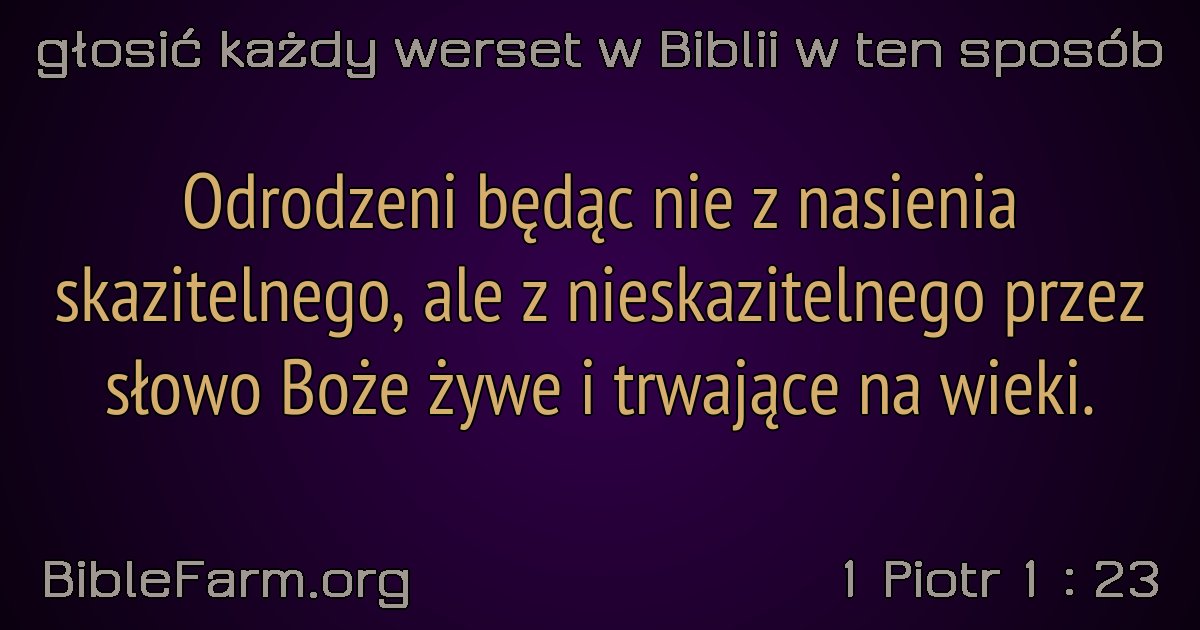 głosić każdy werset w Biblii w ten sposób
Odrodzeni będąc nie z nasienia
skazitelnego, ale z nieskazitelnego przez
słowo Boże żywe i trwające na wieki.
BibleFarm.org
1 Piotr 1 : 23